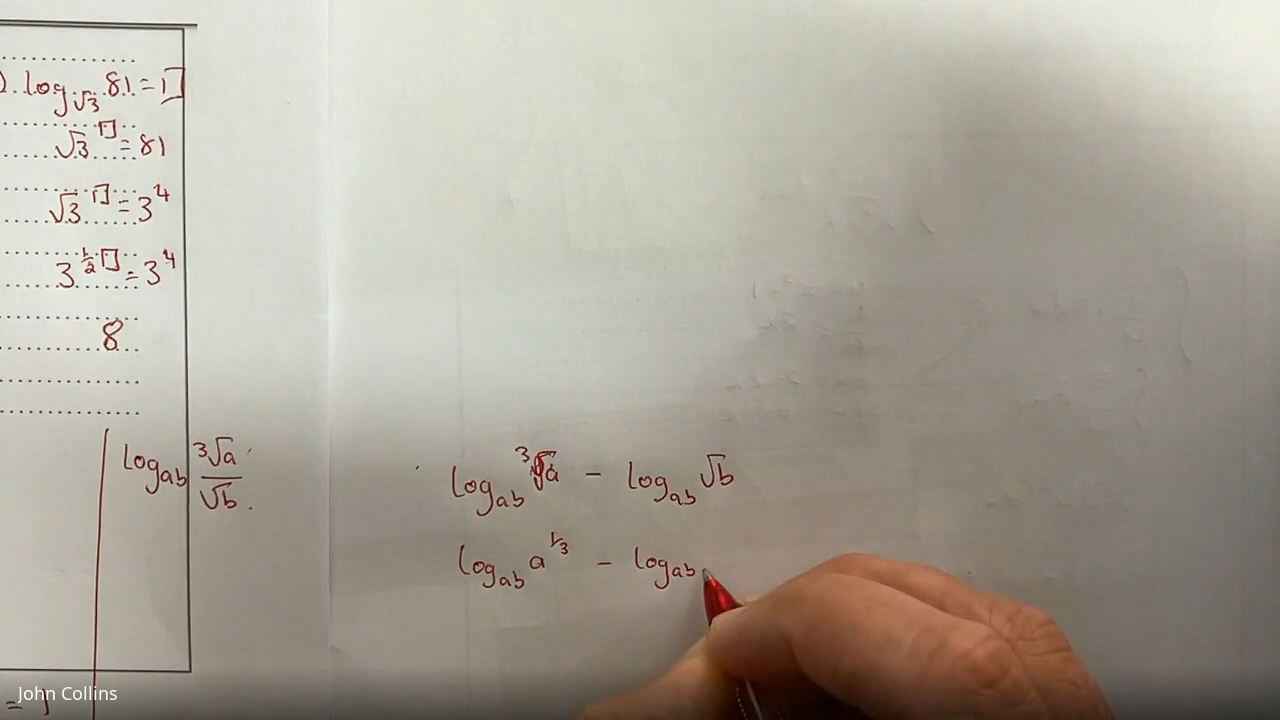 log√3 81 = □
√3^□ = 81
√3^□ = 3^4
3^½□ = 3^4
8
log_ab ³√a / √b
log_ab ³√a − log_ab √b
log_ab a^⅓ − log_ab
= 1
John Collins